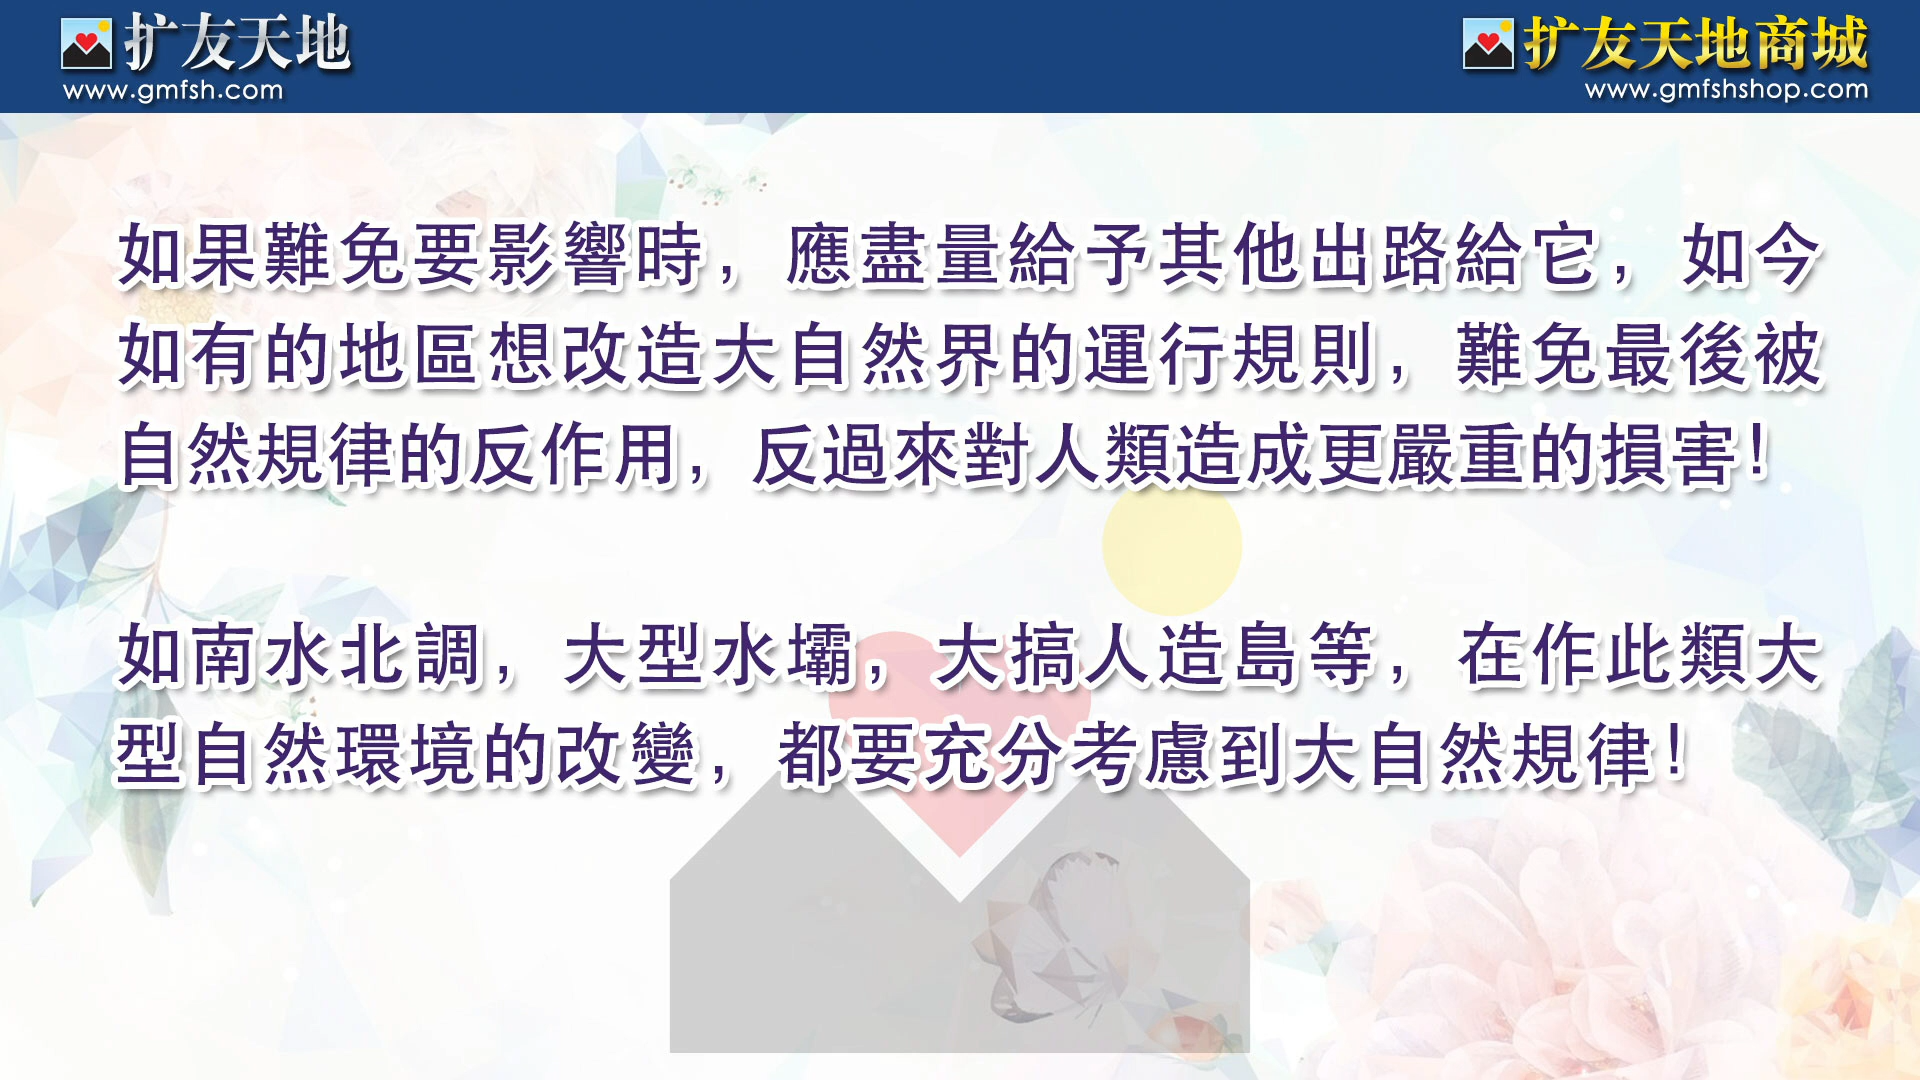 扩友天地
www.gmfsh.com
扩友天地商城
www.gmfshshop.com
如果難免要影響時，應盡量給予其他出路給它，如今
如有的地區想改造大自然界的運行規則，難免最後被
自然規律的反作用，反過來對人類造成更嚴重的損害！
如南水北調，大型水壩，大搞人造島等，在作此類大
型自然環境的改變，都要充分考慮到大自然規律！